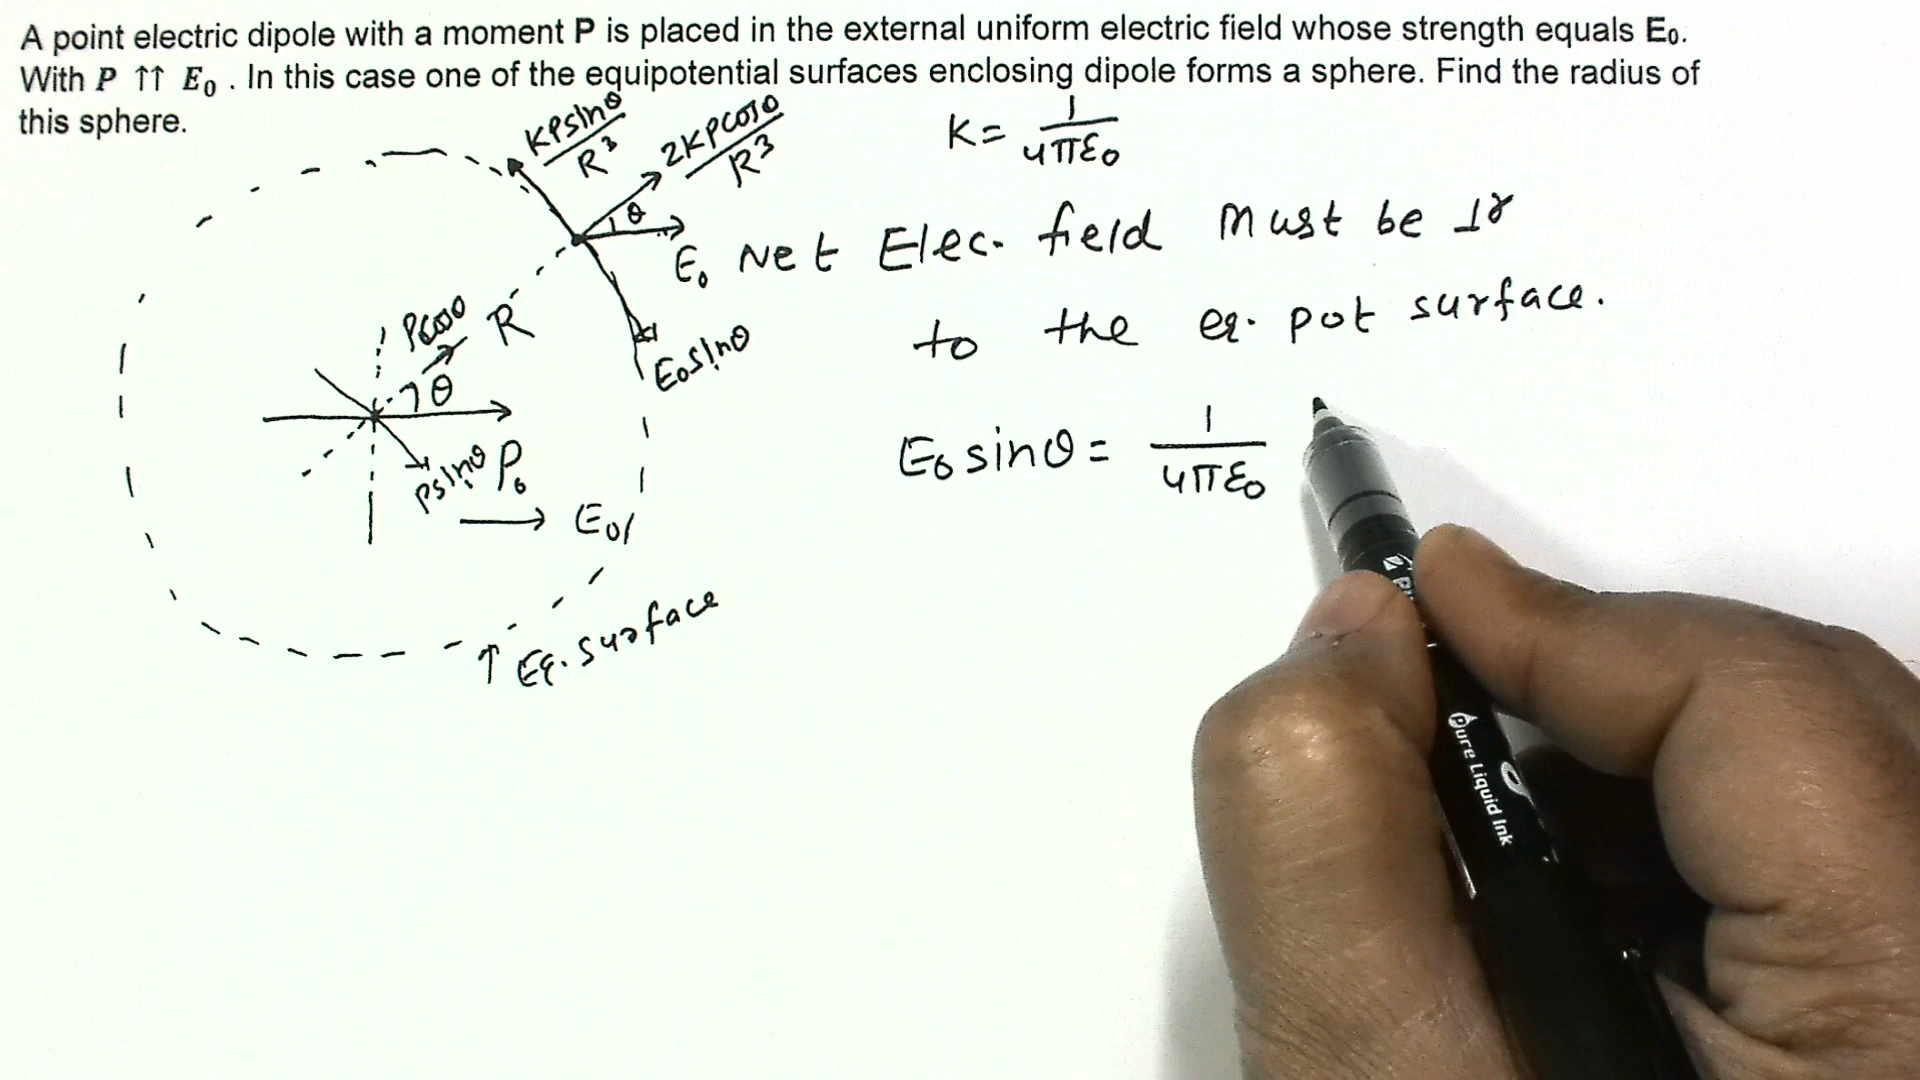 A point electric dipole with a moment P is placed in the external uniform electric field whose strength equals E₀.
With P ↑↑ E₀ . In this case one of the equipotential surfaces enclosing dipole forms a sphere. Find the radius of
this sphere.
KPsinθ / R³
2KPcosθ / R³
K = 1 / 4πε₀
θ
E₀
Net Elec. field must be ⊥r
to the eq. pot surface.
Pcosθ
R
E₀sinθ
θ
Psinθ
P₀
E₀
E₀ sinθ = 1 / 4πε₀
↑ Eq. surface
Pure Liquid Ink